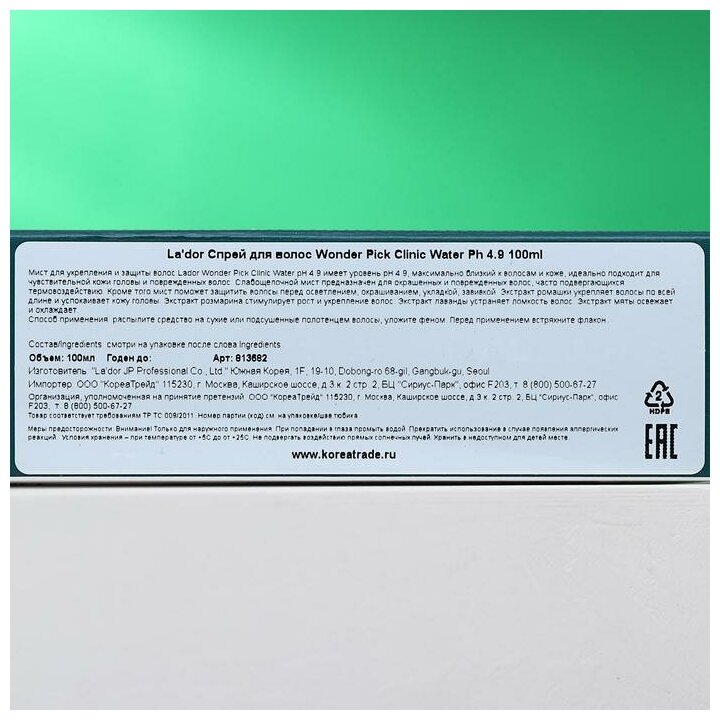 La'dor Спрей для волос Wonder Pick Clinic Water Ph 4.9 100ml
Мист для укрепления и защиты волос Lador Wonder Pick Clinic Water pH 4.9 имеет уровень pH 4.9, максимально близкий к волосам и коже, идеально подходит для
чувствительной кожи головы и поврежденных волос. Слабощелочной мист предназначен для окрашенных и поврежденных волос, часто подвергающихся
термовоздействию. Кроме того мист поможет защитить волосы перед осветлением, окрашиванием, укладкой, завивкой. Экстракт ромашки укрепляет волосы по всей
длине и успокаивает кожу головы. Экстракт розмарина стимулирует рост и укрепление волос. Экстракт лаванды устраняет ломкость волос. Экстракт мяты освежает
и охлаждает.
Способ применения: распылите средство на сухие или подсушенные полотенцем волосы, уложите феном. Перед применением встряхните флакон.
Состав/Ingredients: смотри на упаковке после слова Ingredients
Объем: 100мл Годен до: Арт: 813682
Изготовитель: "La'dor JP Professional Co., Ltd." Южная Корея, 1F, 19-10, Dobong-ro 68-gil, Gangbuk-gu, Seoul
Импортер: ООО "КореаТрейд" 115230, г. Москва, Каширское шоссе, д 3 к. 2 стр. 2, БЦ "Сириус-Парк", офис F203, т. 8 (800) 500-67-27
Организация, уполномоченная на принятие претензий: ООО "КореаТрейд" 115230, г. Москва, Каширское шоссе, д 3 к. 2 стр. 2, БЦ "Сириус-Парк", офис
F203, т. 8 (800) 500-67-27
Товар соответствует требованиям ТР ТС 009/2011. Номер партии (код) см. на упаковке/шве тюбика.
Меры предосторожности: Внимание! Только для наружного применения. При попадании в глаза промыть водой. Прекратить использование в случае появления аллергических
реакций. Условия хранения – при температуре от +5С до от +25С. Не подвергать воздействию прямых солнечных лучей. Хранить в недоступном для детей месте.
www.koreatrade.ru
2
HDPE
EAC